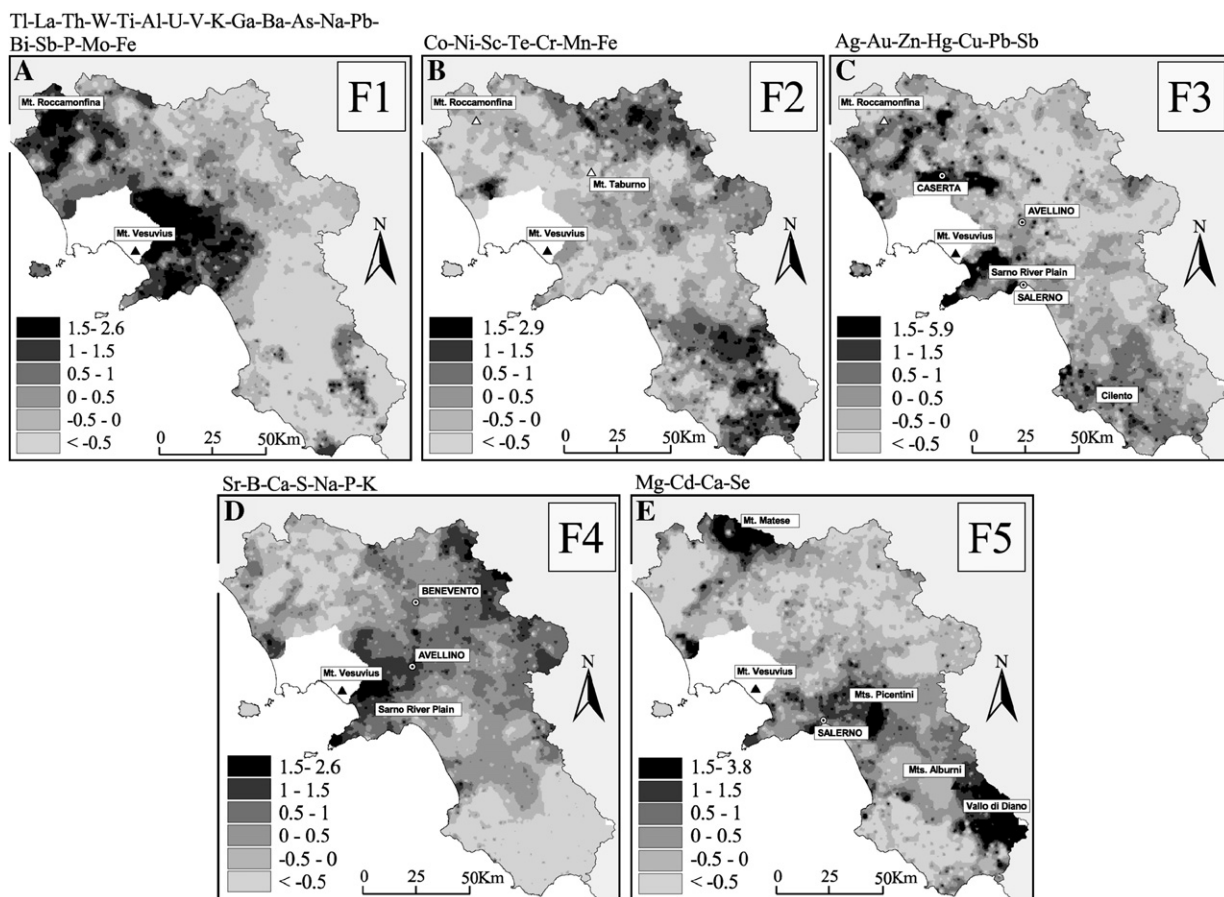 Tl-La-Th-W-Ti-Al-U-V-K-Ga-Ba-As-Na-Pb-
Bi-Sb-P-Mo-Fe
A
F1
Mt. Roccamonfina
Mt. Vesuvius
N
1.5- 2.6
1 - 1.5
0.5 - 1
0 - 0.5
-0.5 - 0
< -0.5
0 25 50Km
Co-Ni-Sc-Te-Cr-Mn-Fe
B
F2
Mt. Roccamonfina
Mt. Taburno
Mt. Vesuvius
N
1.5- 2.9
1 - 1.5
0.5 - 1
0 - 0.5
-0.5 - 0
< -0.5
0 25 50Km
Ag-Au-Zn-Hg-Cu-Pb-Sb
C
F3
Mt. Roccamonfina
CASERTA
AVELLINO
Mt. Vesuvius
Sarno River Plain
SALERNO
Cilento
N
1.5- 5.9
1 - 1.5
0.5 - 1
0 - 0.5
-0.5 - 0
< -0.5
0 25 50Km
Sr-B-Ca-S-Na-P-K
D
F4
BENEVENTO
AVELLINO
Mt. Vesuvius
Sarno River Plain
N
1.5- 2.6
1 - 1.5
0.5 - 1
0 - 0.5
-0.5 - 0
< -0.5
0 25 50Km
Mg-Cd-Ca-Se
E
F5
Mt. Matese
Mt. Vesuvius
Mts. Picentini
SALERNO
Mts. Alburni
Vallo di Diano
N
1.5- 3.8
1 - 1.5
0.5 - 1
0 - 0.5
-0.5 - 0
< -0.5
0 25 50Km